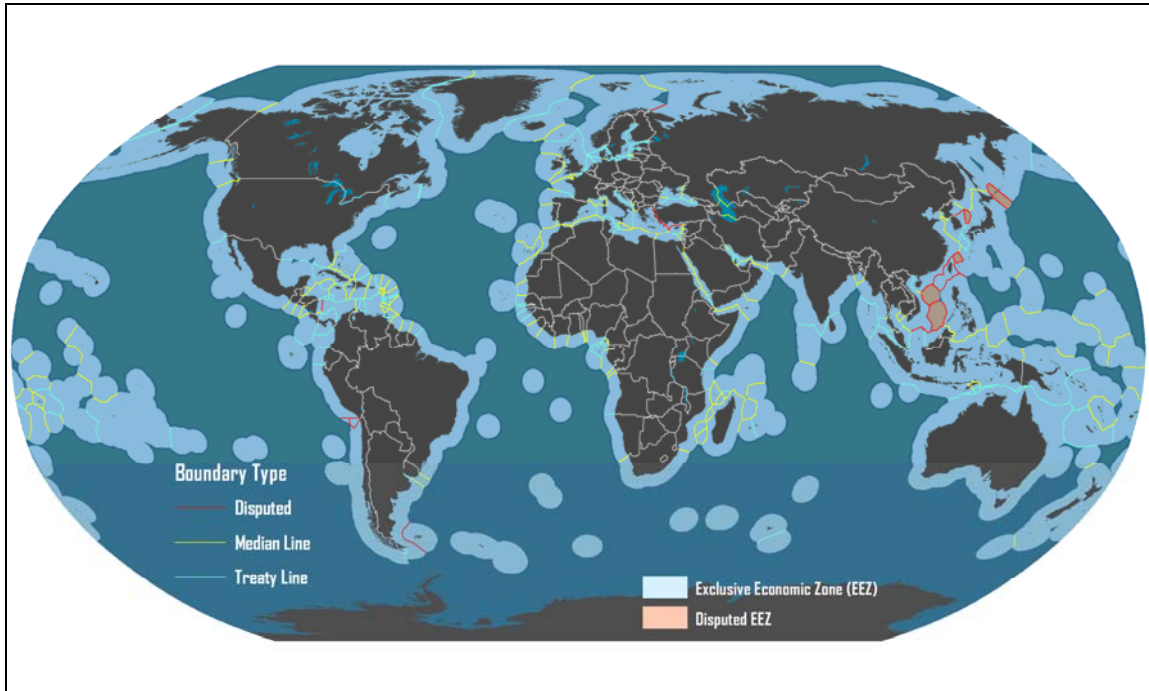 Boundary Type
Disputed
Median Line
Treaty Line
Exclusive Economic Zone (EEZ)
Disputed EEZ